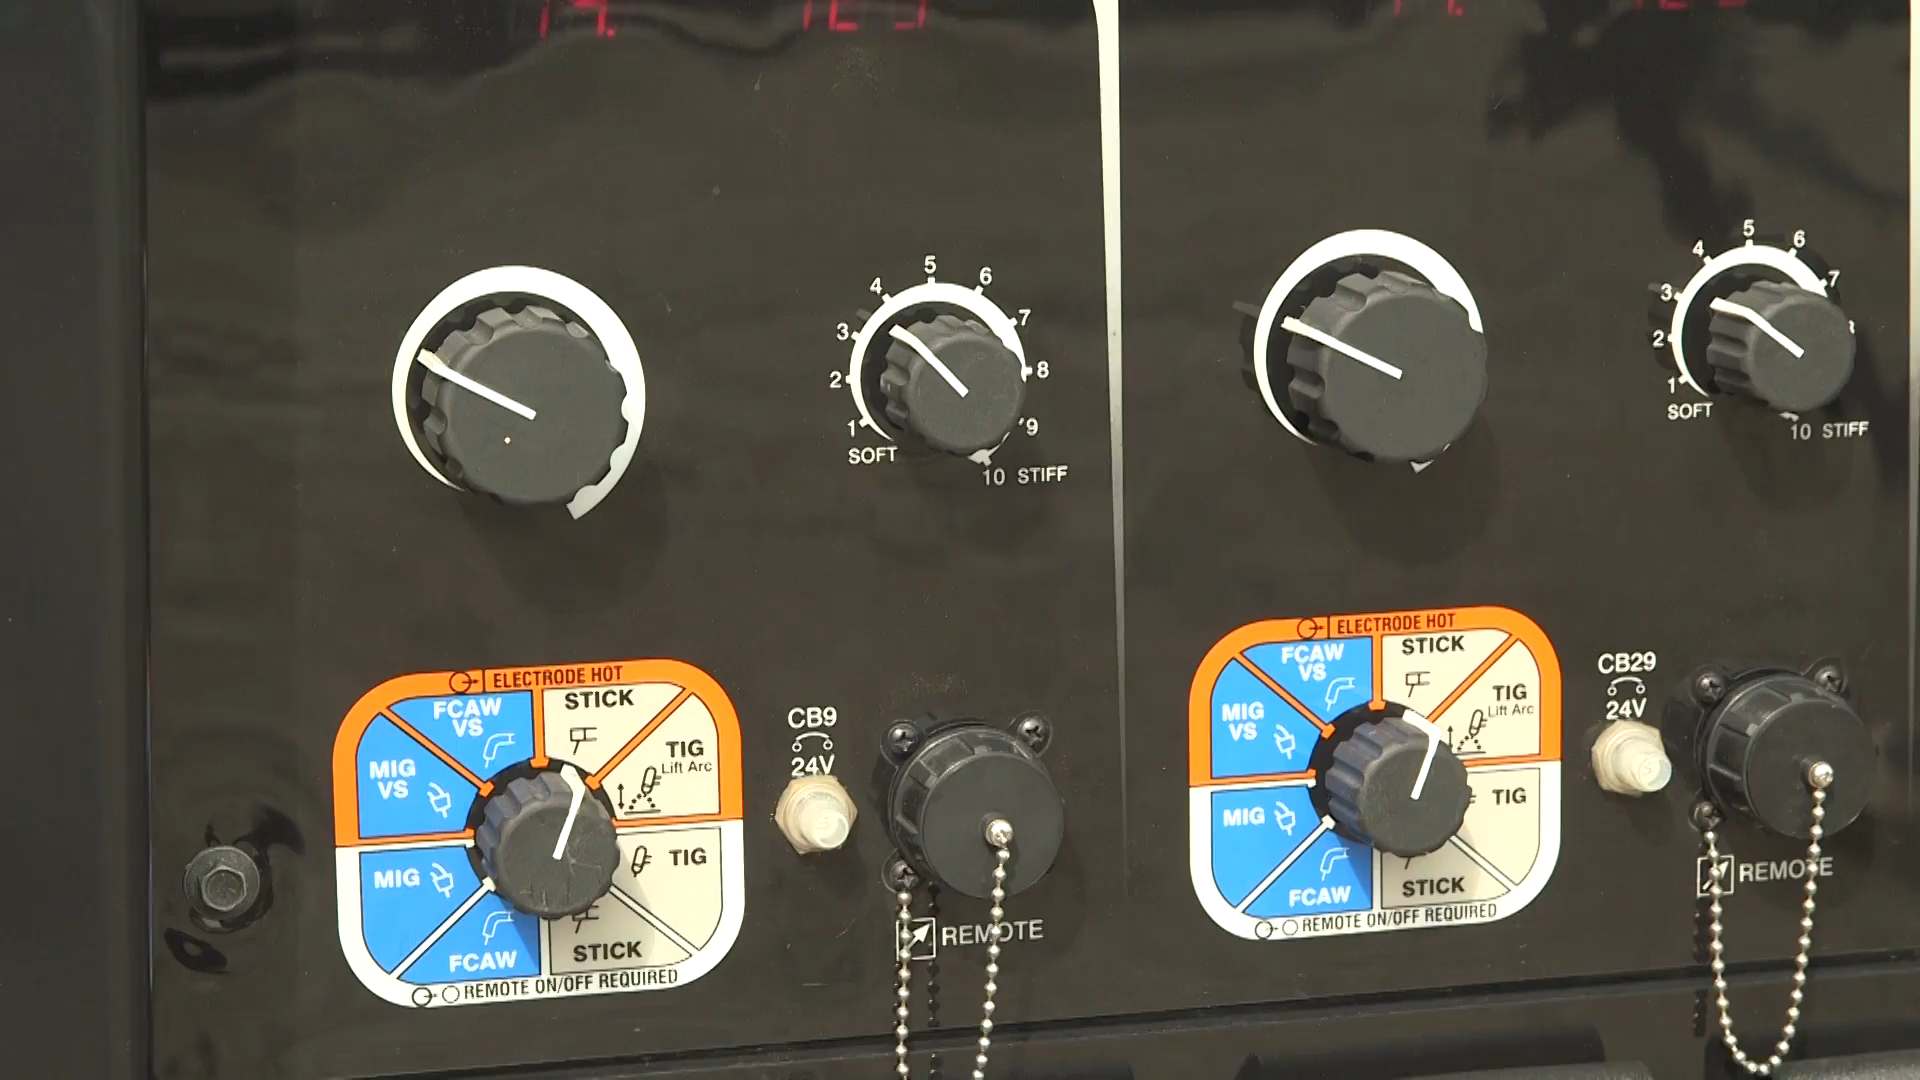 5
4 6
3 7
2 8
1 9
SOFT
10 STIFF
ELECTRODE HOT
FCAW
VS
STICK
MIG
VS
TIG
Lift Arc
MIG
TIG
FCAW
STICK
REMOTE ON/OFF REQUIRED
CB9
24V
REMOTE
5
4 6
3 7
2
1
SOFT
10 STIFF
ELECTRODE HOT
FCAW
VS
STICK
MIG
VS
TIG
Lift Arc
MIG
TIG
FCAW
STICK
REMOTE ON/OFF REQUIRED
CB29
24V
REMOTE